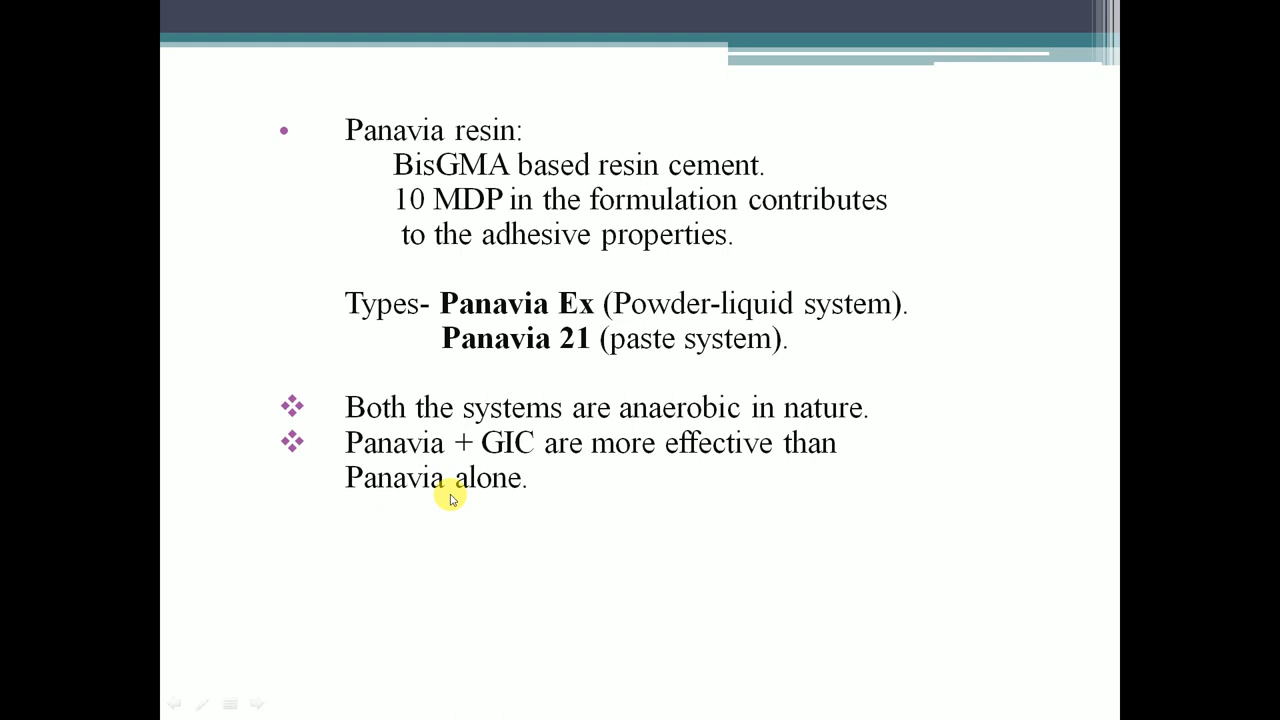 • Panavia resin:
BisGMA based resin cement.
10 MDP in the formulation contributes
to the adhesive properties.
Types- Panavia Ex (Powder-liquid system).
Panavia 21 (paste system).
❖ Both the systems are anaerobic in nature.
❖ Panavia + GIC are more effective than
Panavia alone.